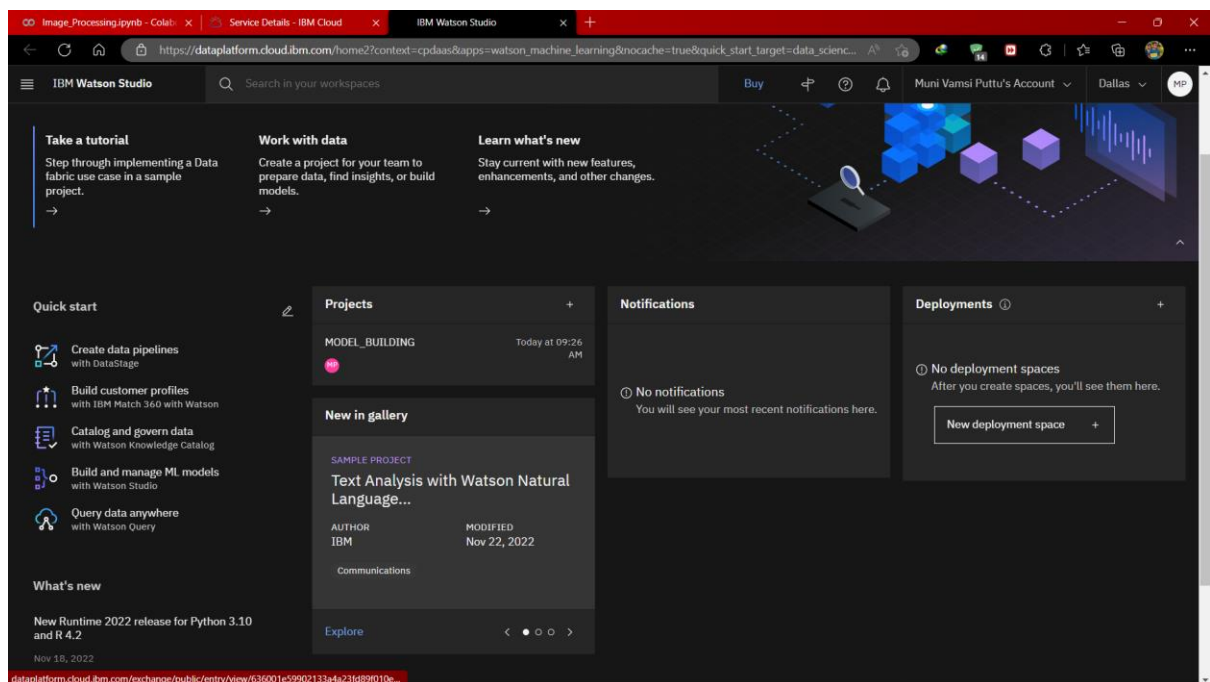 Image_Processing.ipynb - Colab
Service Details - IBM Cloud
IBM Watson Studio
https://dataplatform.cloud.ibm.com/home2?context=cpdaas&apps=watson_machine_learning&nocache=true&quick_start_target=data_scienc...
14
IBM Watson Studio
Search in your workspaces
Buy
Muni Vamsi Puttu's Account
Dallas
MP
Take a tutorial
Step through implementing a Data
fabric use case in a sample
project.
Work with data
Create a project for your team to
prepare data, find insights, or build
models.
Learn what's new
Stay current with new features,
enhancements, and other changes.
Quick start
Create data pipelines
with DataStage
Build customer profiles
with IBM Match 360 with Watson
Catalog and govern data
with Watson Knowledge Catalog
Build and manage ML models
with Watson Studio
Query data anywhere
with Watson Query
What's new
New Runtime 2022 release for Python 3.10
and R 4.2
Nov 18, 2022
Projects
MODEL_BUILDING
Today at 09:26
AM
MP
New in gallery
SAMPLE PROJECT
Text Analysis with Watson Natural
Language...
AUTHOR
IBM
MODIFIED
Nov 22, 2022
Communications
Explore
Notifications
No notifications
You will see your most recent notifications here.
Deployments
No deployment spaces
After you create spaces, you'll see them here.
New deployment space +